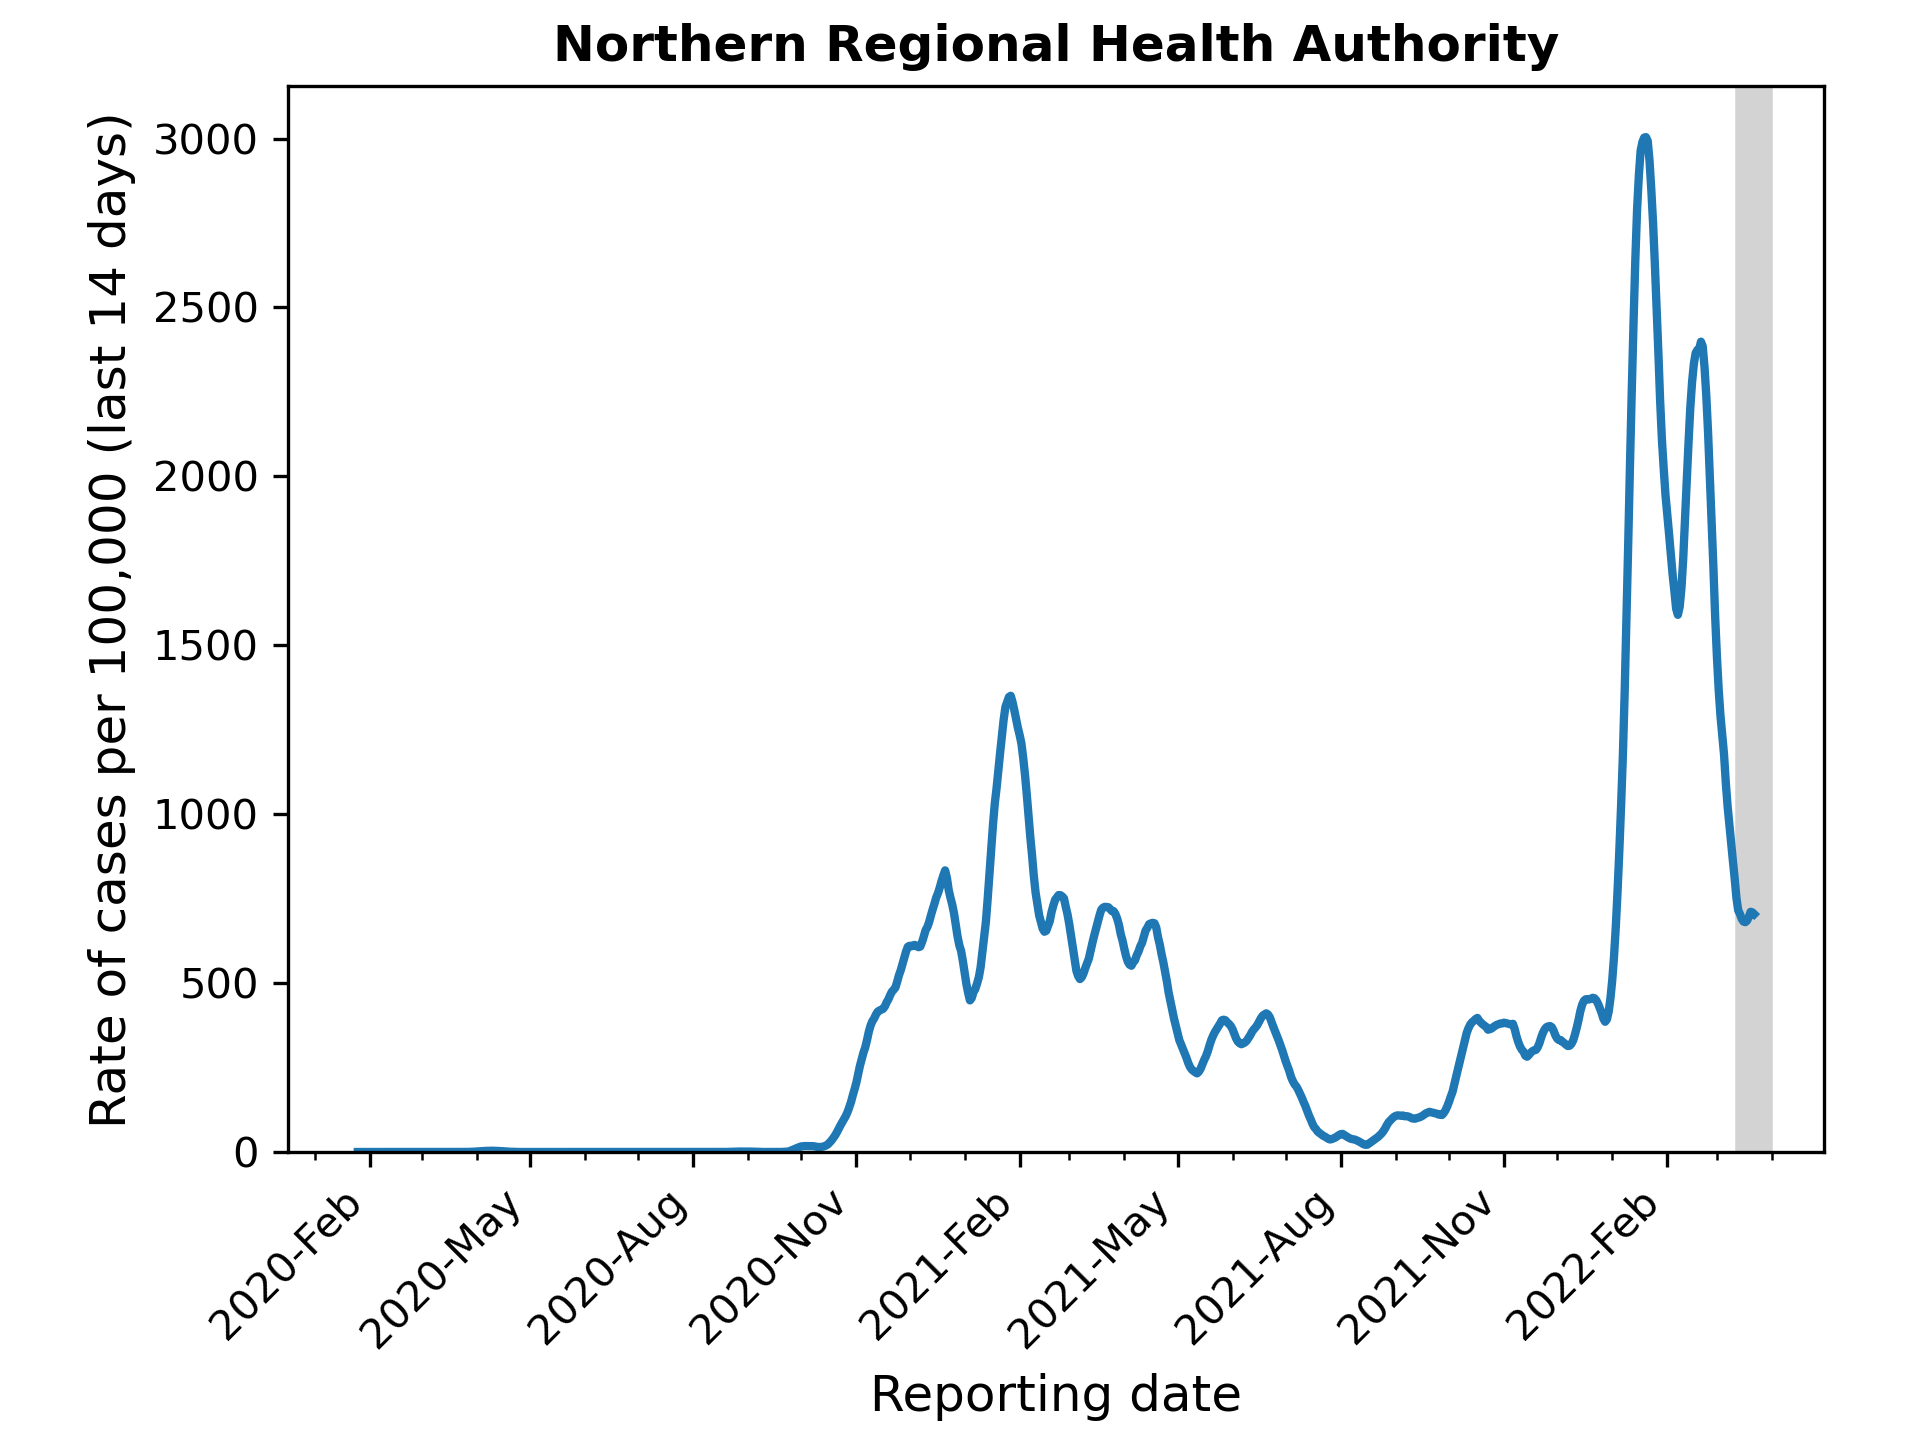 Northern Regional Health Authority
Rate of cases per 100,000 (last 14 days)
3000
2500
2000
1500
1000
500
0
2020-Feb
2020-May
2020-Aug
2020-Nov
2021-Feb
2021-May
2021-Aug
2021-Nov
2022-Feb
Reporting date